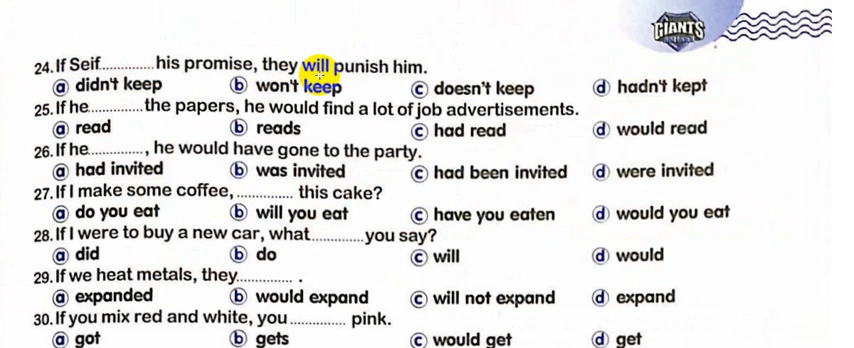 GIANTS
24. If Seif.............his promise, they will punish him.
ⓐ didn't keep ⓑ won't keep ⓒ doesn't keep ⓓ hadn't kept
25. If he.............the papers, he would find a lot of job advertisements.
ⓐ read ⓑ reads ⓒ had read ⓓ would read
26. If he............., he would have gone to the party.
ⓐ had invited ⓑ was invited ⓒ had been invited ⓓ were invited
27. If I make some coffee, ............. this cake?
ⓐ do you eat ⓑ will you eat ⓒ have you eaten ⓓ would you eat
28. If I were to buy a new car, what.............you say?
ⓐ did ⓑ do ⓒ will ⓓ would
29. If we heat metals, they............. .
ⓐ expanded ⓑ would expand ⓒ will not expand ⓓ expand
30. If you mix red and white, you ............. pink.
ⓐ got ⓑ gets ⓒ would get ⓓ get